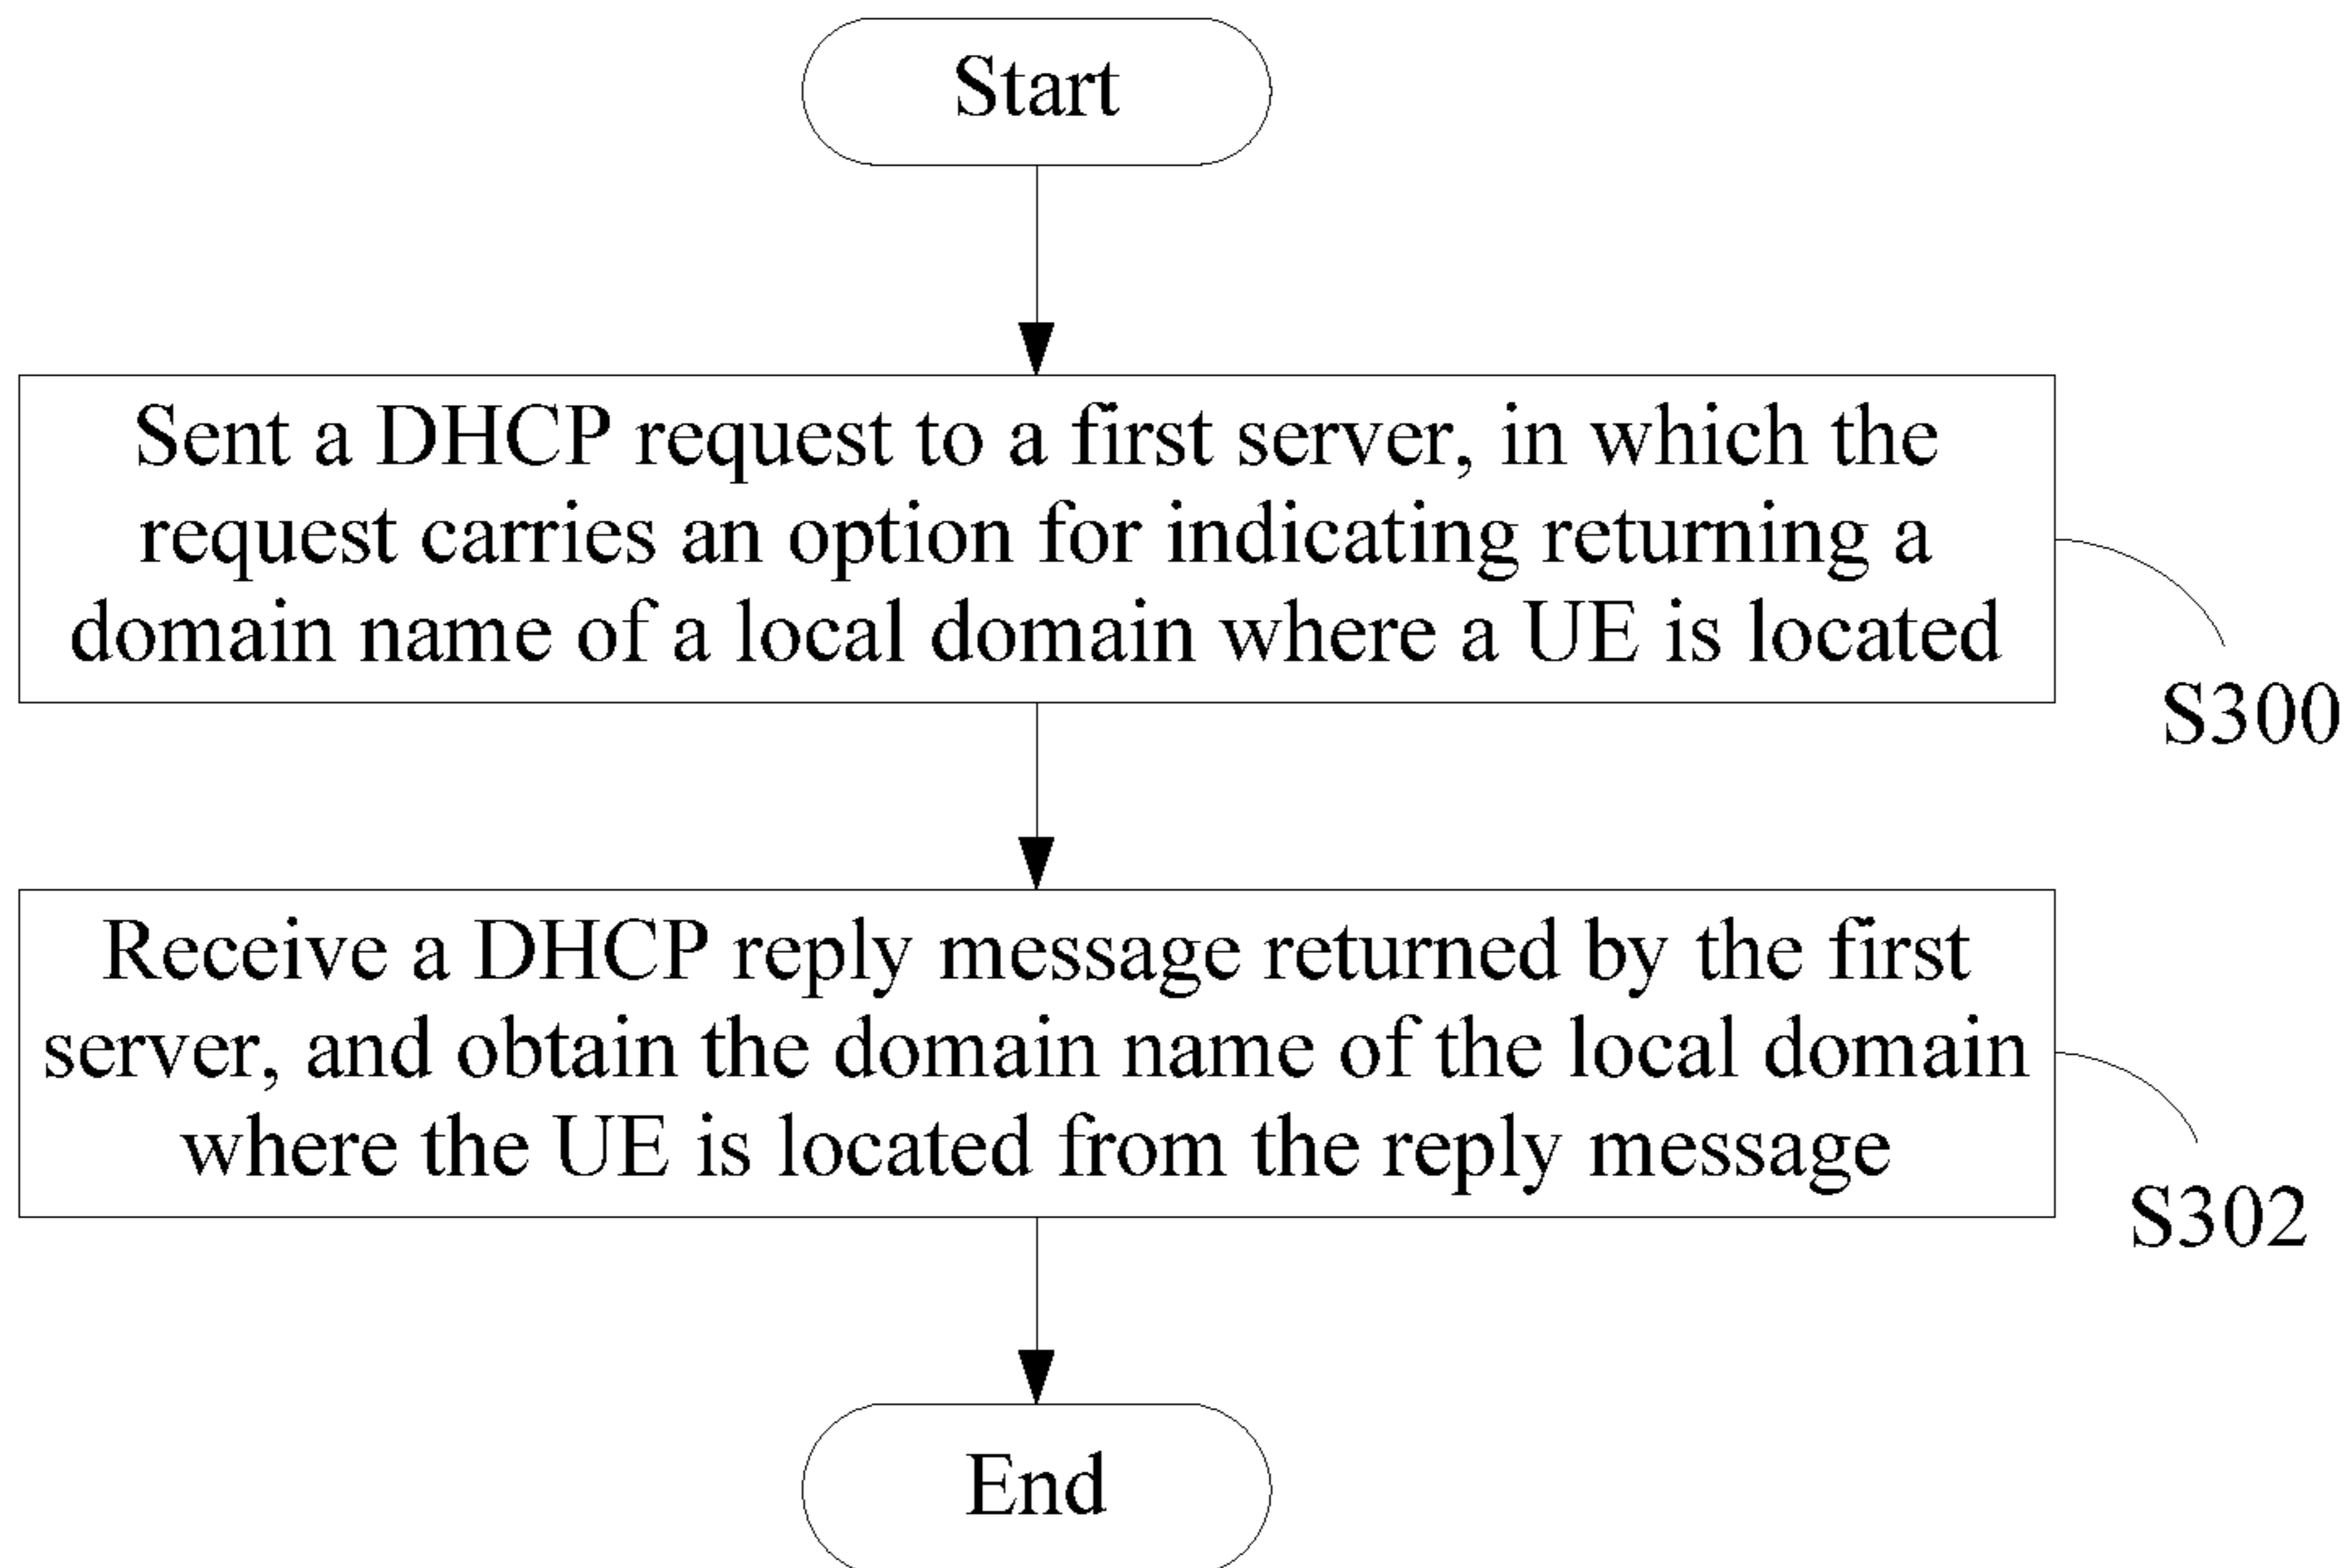 Start
Sent a DHCP request to a first server, in which the
request carries an option for indicating returning a
domain name of a local domain where a UE is located
S300
Receive a DHCP reply message returned by the first
server, and obtain the domain name of the local domain
where the UE is located from the reply message
S302
End